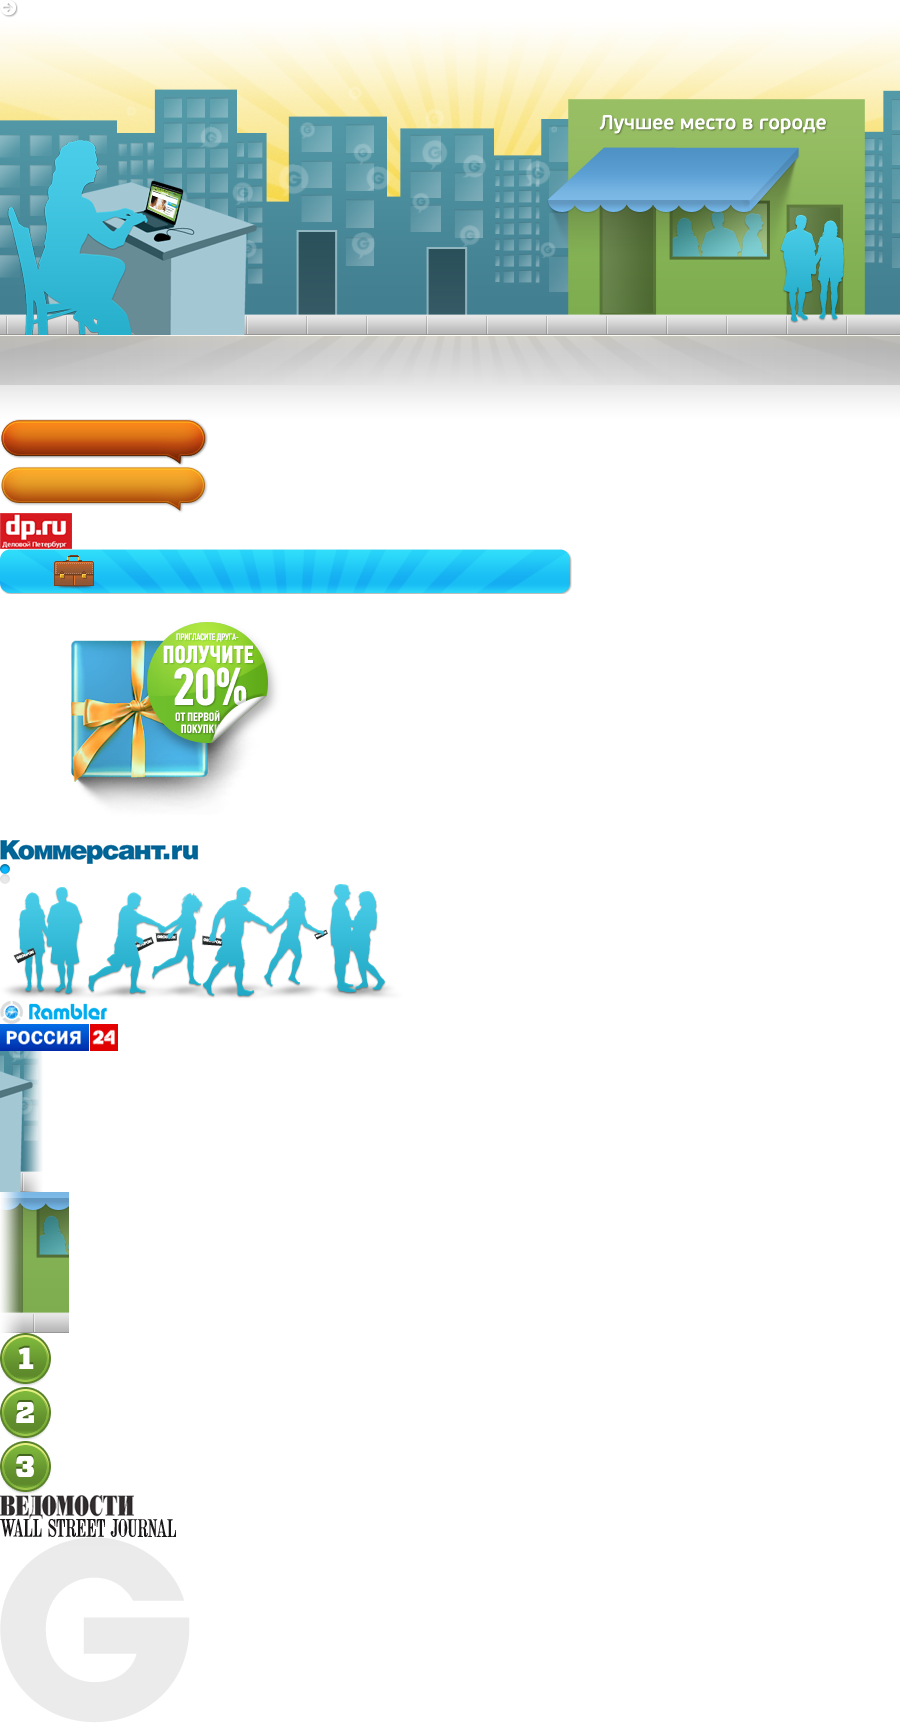 Лучшее место в городе
dp.ru
Деловой Петербург
ПРИГЛАСИТЕ ДРУГА-
ПОЛУЧИТЕ
20%
ОТ ПЕРВОЙ
ПОКУПКИ
Коммерсант.ru
Rambler
РОССИЯ 24
1
2
3
ВЕДОМОСТИ
WALL STREET JOURNAL
G